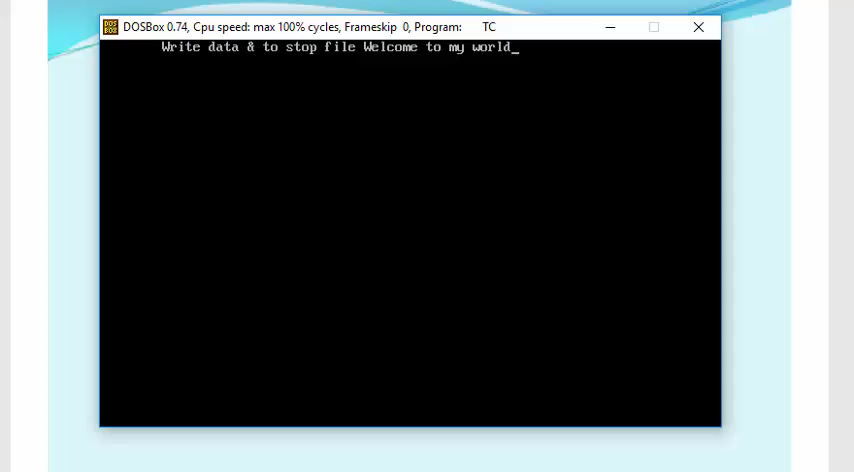 DOSBox 0.74, Cpu speed: max 100% cycles, Frameskip 0, Program: TC
Write data & to stop file Welcome to my world_